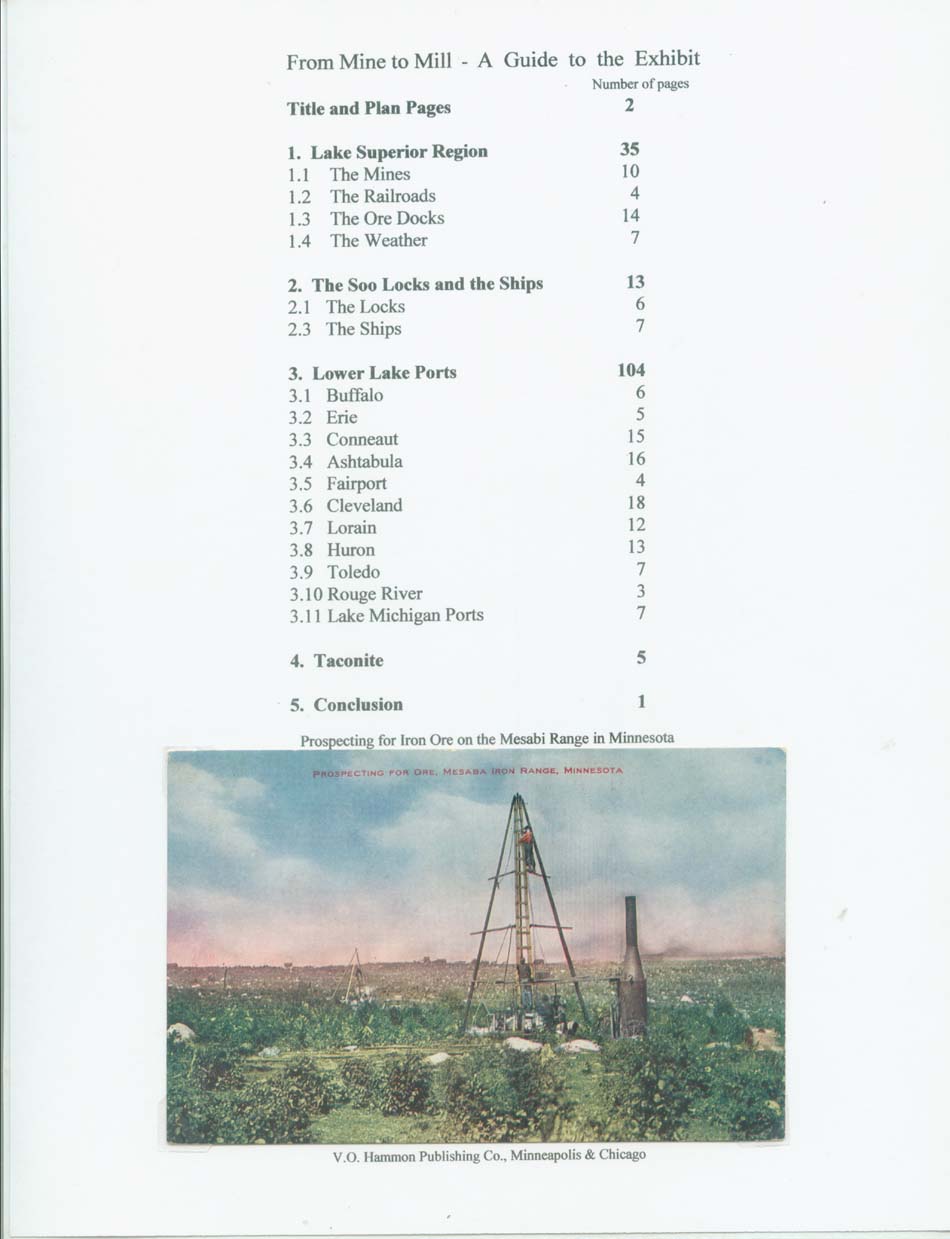 From Mine to Mill - A Guide to the Exhibit
Number of pages
Title and Plan Pages 2
1. Lake Superior Region 35
1.1 The Mines 10
1.2 The Railroads 4
1.3 The Ore Docks 14
1.4 The Weather 7
2. The Soo Locks and the Ships 13
2.1 The Locks 6
2.3 The Ships 7
3. Lower Lake Ports 104
3.1 Buffalo 6
3.2 Erie 5
3.3 Conneaut 15
3.4 Ashtabula 16
3.5 Fairport 4
3.6 Cleveland 18
3.7 Lorain 12
3.8 Huron 13
3.9 Toledo 7
3.10 Rouge River 3
3.11 Lake Michigan Ports 7
4. Taconite 5
5. Conclusion 1
Prospecting for Iron Ore on the Mesabi Range in Minnesota
PROSPECTING FOR ORE, MESABA IRON RANGE, MINNESOTA
V.O. Hammon Publishing Co., Minneapolis & Chicago